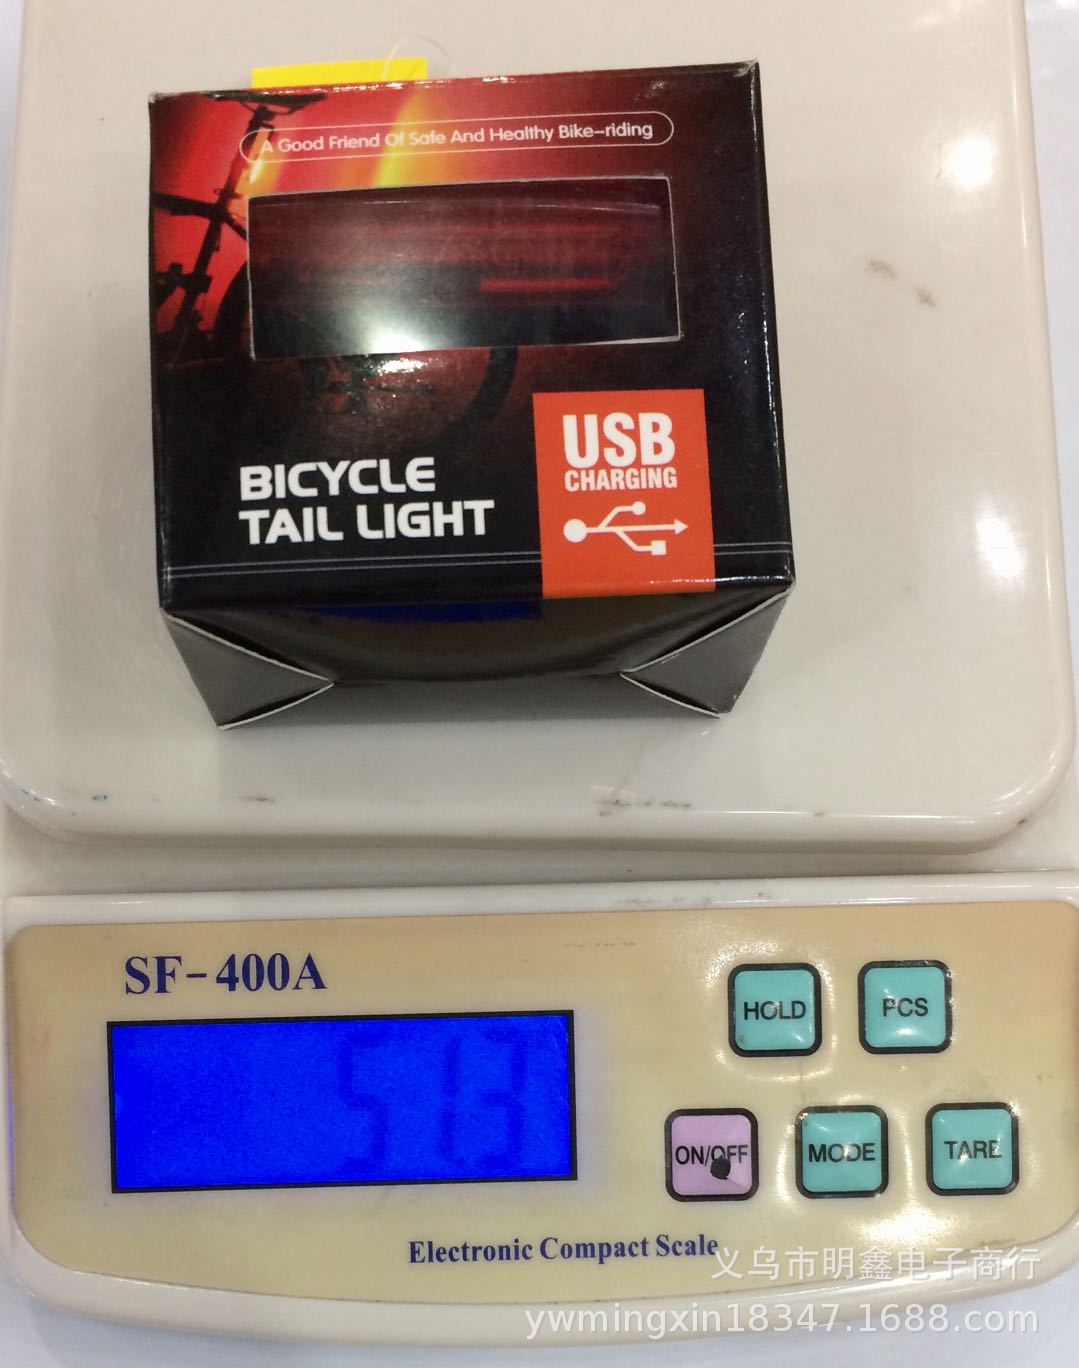 A Good Friend Of Safe And Healthy Bike-riding
BICYCLE
TAIL LIGHT
USB
CHARGING
SF-400A
HOLD
PCS
ON/OFF
MODE
TARE
Electronic Compact Scale
义乌市明鑫电子商行
ywmingxin18347.1688.com